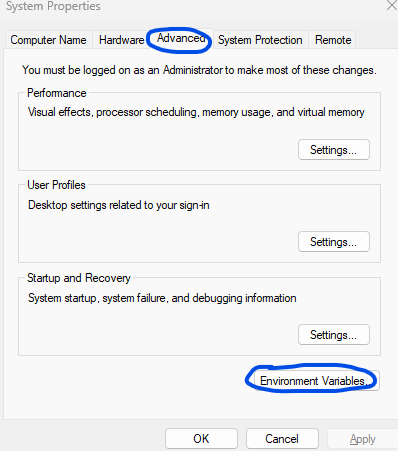 System Properties
Computer Name Hardware Advanced System Protection Remote
You must be logged on as an Administrator to make most of these changes.
Performance
Visual effects, processor scheduling, memory usage, and virtual memory
Settings...
User Profiles
Desktop settings related to your sign-in
Settings...
Startup and Recovery
System startup, system failure, and debugging information
Settings...
Environment Variables...
OK Cancel Apply